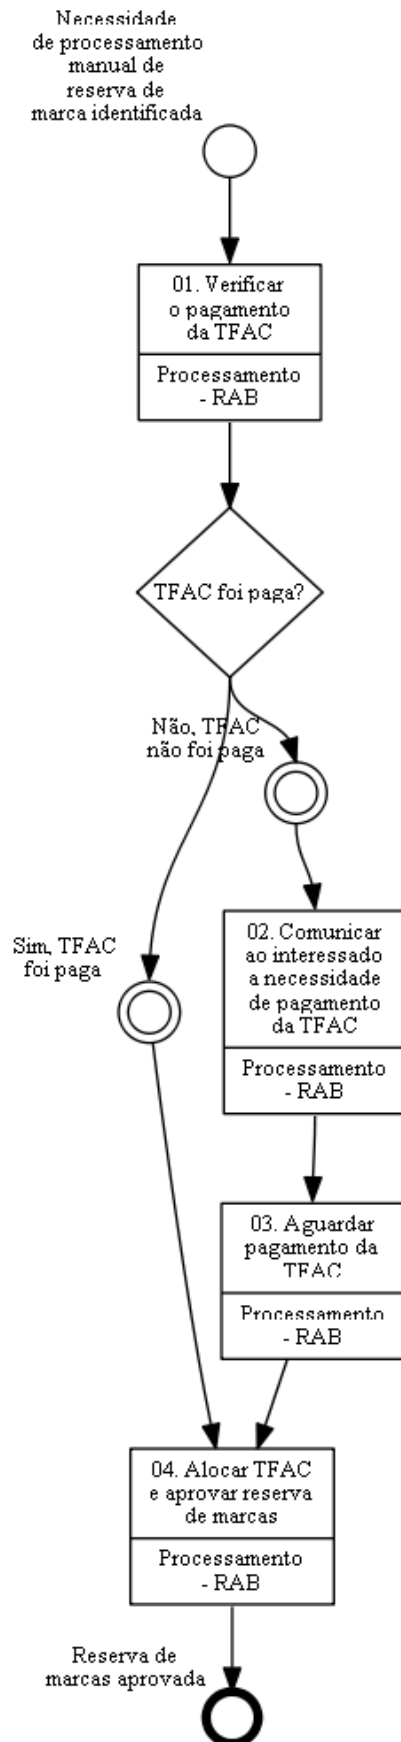 Necessidade
de processamento
manual de
reserva de
marca identificada
01. Verificar
o pagamento
da TFAC
Processamento
- RAB
TFAC foi paga?
Não, TFAC
não foi paga
Sim, TFAC
foi paga
02. Comunicar
ao interessado
a necessidade
de pagamento
da TFAC
Processamento
- RAB
03. Aguardar
pagamento da
TFAC
Processamento
- RAB
04. Alocar TFAC
e aprovar reserva
de marcas
Processamento
- RAB
Reserva de
marcas aprovada